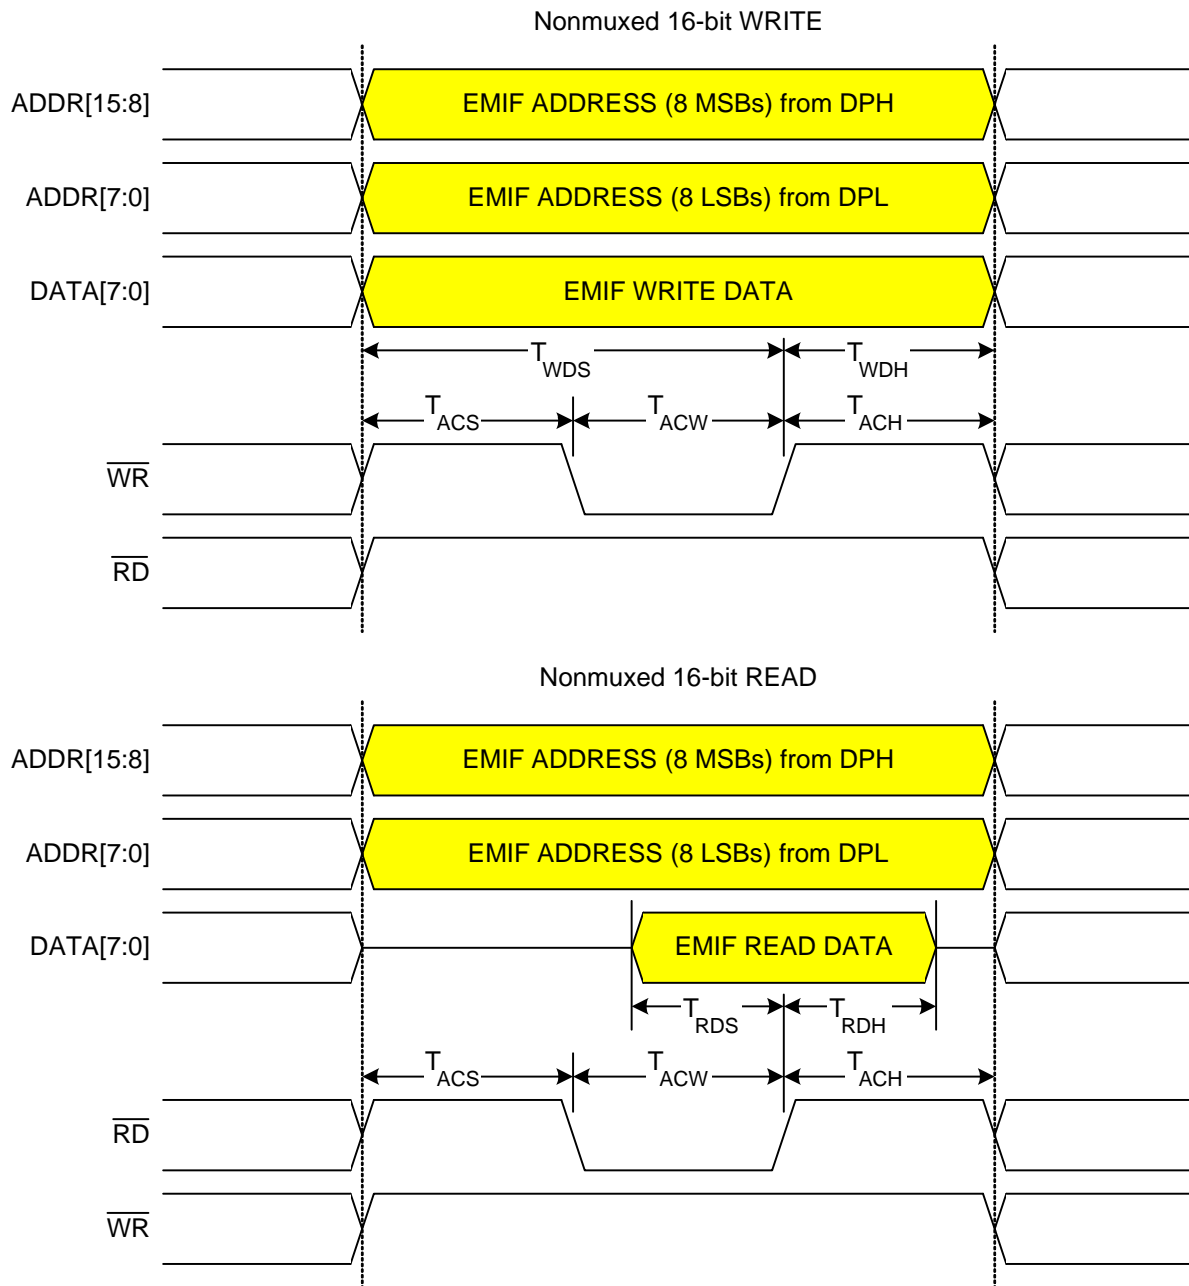 Nonmuxed 16-bit WRITE
ADDR[15:8] EMIF ADDRESS (8 MSBs) from DPH
ADDR[7:0] EMIF ADDRESS (8 LSBs) from DPL
DATA[7:0] EMIF WRITE DATA
TWDS TWDH
TACS TACW TACH
WR
RD
Nonmuxed 16-bit READ
ADDR[15:8] EMIF ADDRESS (8 MSBs) from DPH
ADDR[7:0] EMIF ADDRESS (8 LSBs) from DPL
DATA[7:0] EMIF READ DATA
TRDS TRDH
TACS TACW TACH
RD
WR